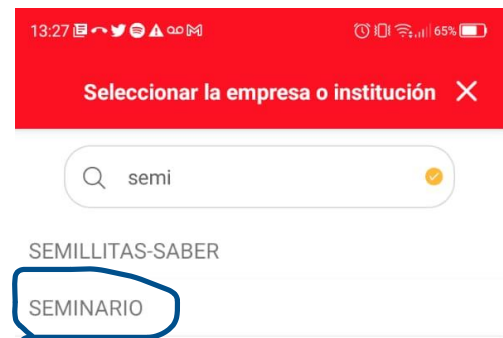 13:27 65%
Seleccionar la empresa o institución
semi
SEMILLITAS-SABER
SEMINARIO